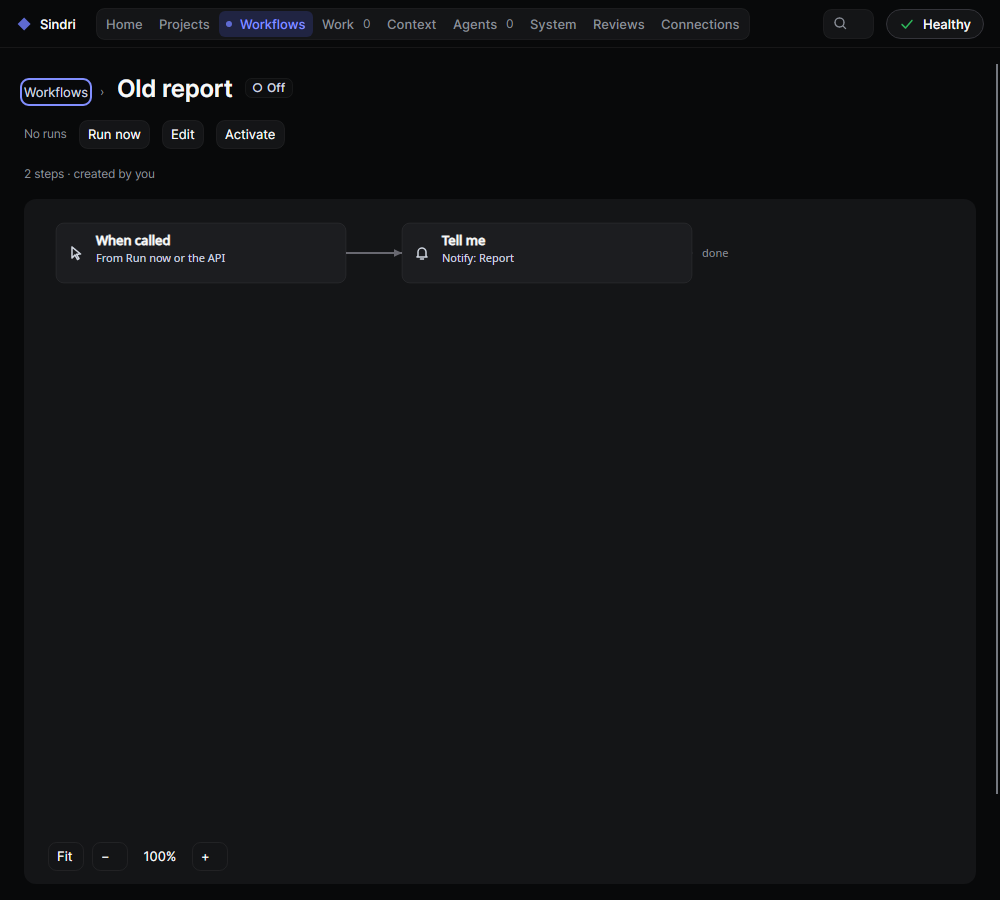 Sindri Home Projects Workflows Work 0 Context Agents 0 System Reviews Connections Healthy
Workflows › Old report Off
No runs Run now Edit Activate
2 steps · created by you
When called
From Run now or the API
Tell me
Notify: Report
done
Fit − 100% +